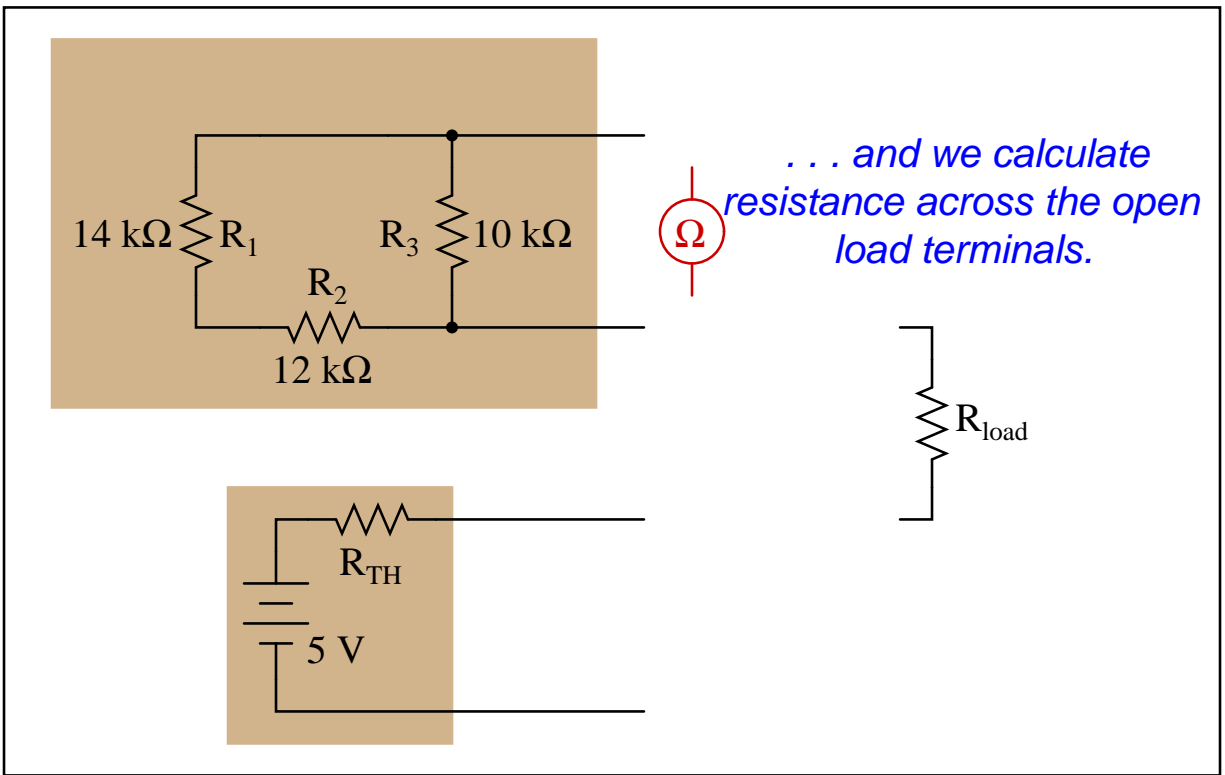 . . . and we calculate
resistance across the open
load terminals.
14 kΩ
R1
R3
10 kΩ
Ω
R2
12 kΩ
Rload
RTH
5 V